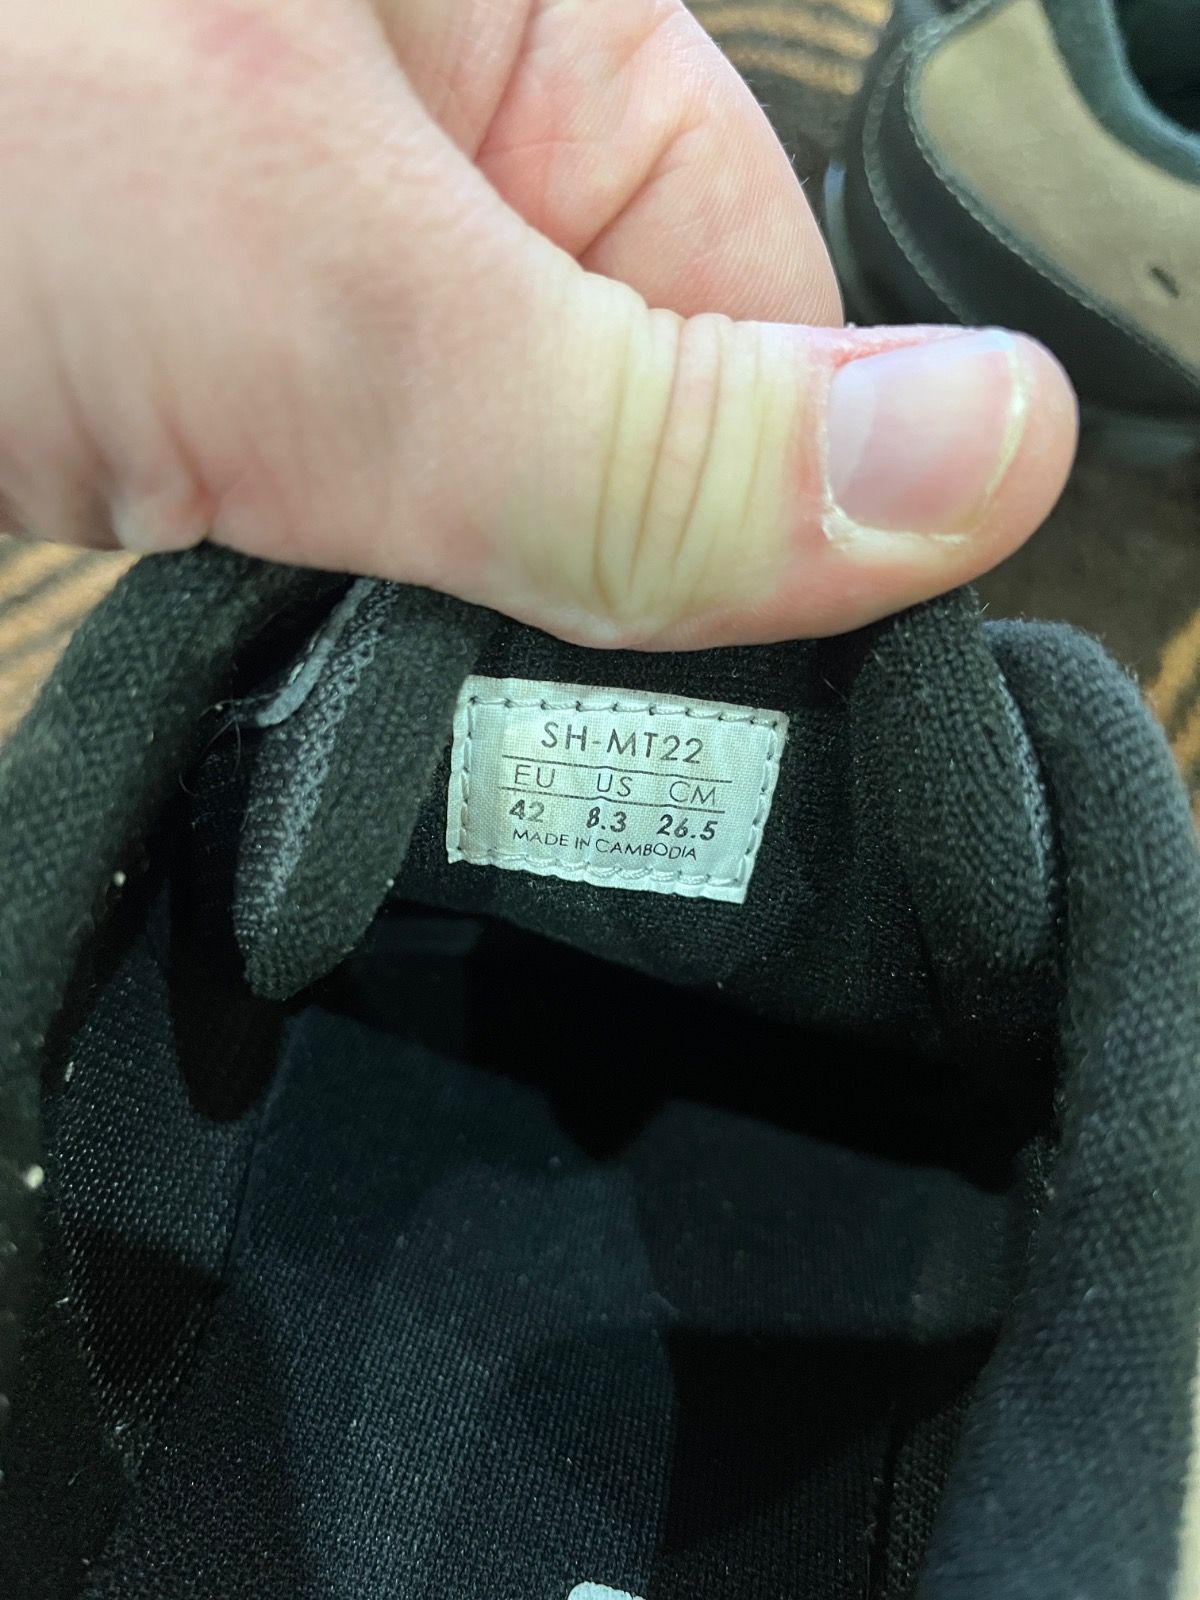 SH-MT22
EU US CM
42 8.3 26.5
MADE IN CAMBODIA